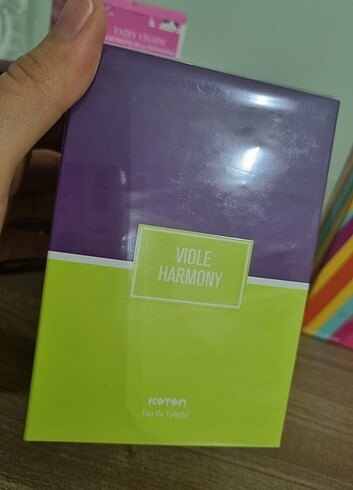 FAIRY CHARM
VIOLE
HARMONY
KOTON
Eau De Toilette